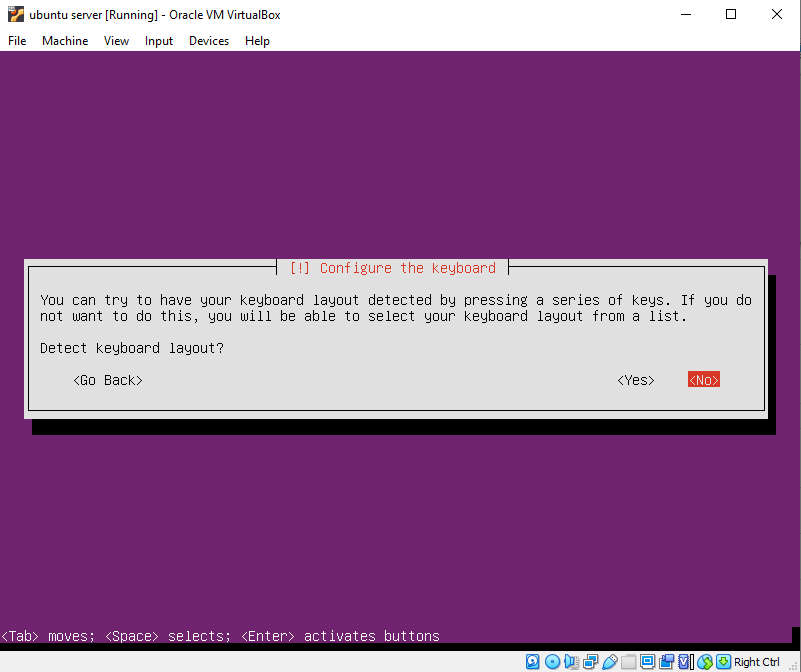 ubuntu server [Running] - Oracle VM VirtualBox
File Machine View Input Devices Help
[!] Configure the keyboard
You can try to have your keyboard layout detected by pressing a series of keys. If you do
not want to do this, you will be able to select your keyboard layout from a list.
Detect keyboard layout?
<Go Back> <Yes> <No>
<Tab> moves; <Space> selects; <Enter> activates buttons
Right Ctrl